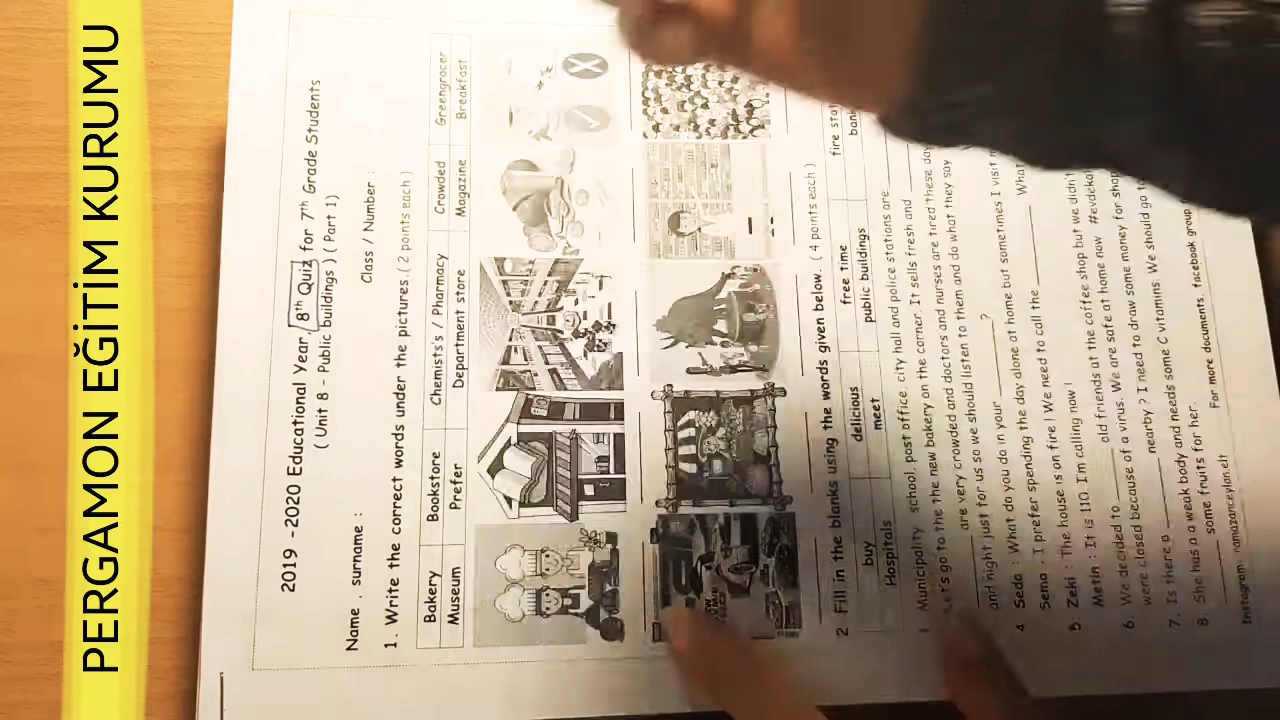 PERGAMON EĞİTİM KURUMU
2019 -2020 Educational Year, 8th Quiz for 7th Grade Students
( Unit 8 - Public buildings ) ( Part 1)
Name , surname : Class / Number :
1 . Write the correct words under the pictures.( 2 points each )
Bakery Bookstore Chemists's / Pharmacy Crowded Greengrocer
Museum Prefer Department store Magazine Breakfast
2 Fill in the blanks using the words given below. ( 4 points each )
buy delicious free time fire
Hospitals meet public buildings
Municipality school, post office, city hall and police stations are
Let's go to the the new bakery on the corner. It sells fresh and
are very crowded and doctors and nurses are tired these
and night just for us so we should listen to them and do what they say
4 Seda : What do you do in your ?
Sema . I prefer spending the day alone at home but sometimes I visit
5. Zeki : The house is on fire ! We need to call the What
Metin : It is 110. I'm calling now !
6. We decided to old friends at the coffee shop but we didn't
were closed because of a virus. We are safe at home now
7. Is there a nearby ? I need to draw some money for
8. She has a a weak body and needs some C vitamins. We should go to
some fruits for her.
For more documents, facebook group
Instagram: ramazanceylan.elt